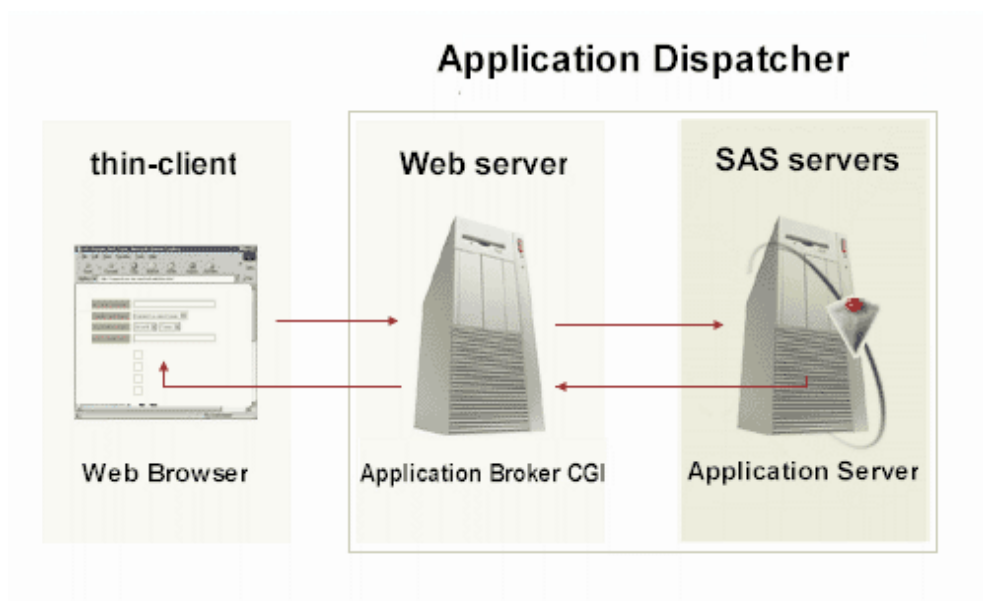 Application Dispatcher
thin-client
Web server
SAS servers
Web Browser
Application Broker CGI
Application Server